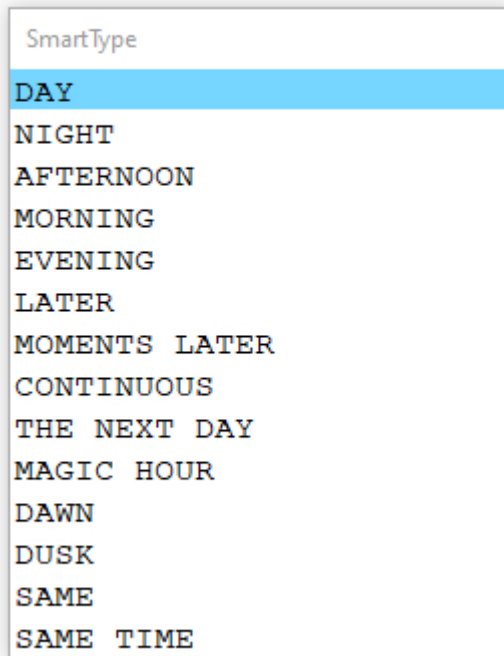 SmartType
DAY
NIGHT
AFTERNOON
MORNING
EVENING
LATER
MOMENTS LATER
CONTINUOUS
THE NEXT DAY
MAGIC HOUR
DAWN
DUSK
SAME
SAME TIME